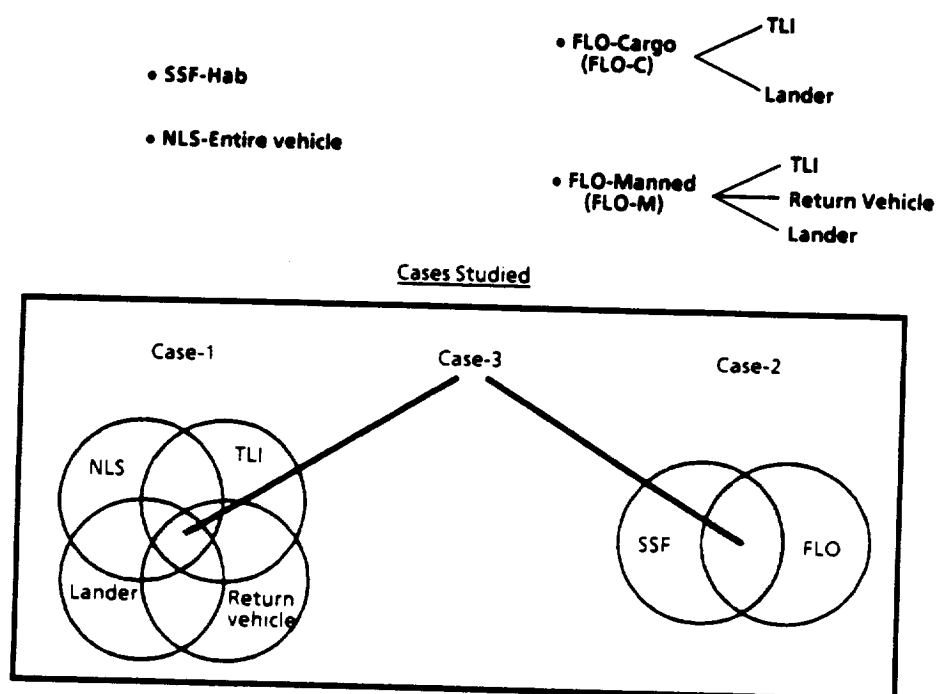 • SSF-Hab
• NLS-Entire vehicle
• FLO-Cargo
(FLO-C)
TLI
Lander
• FLO-Manned
(FLO-M)
TLI
Return Vehicle
Lander
Cases Studied
Case-1
Case-3
Case-2
NLS
TLI
Lander
Return
vehicle
SSF
FLO